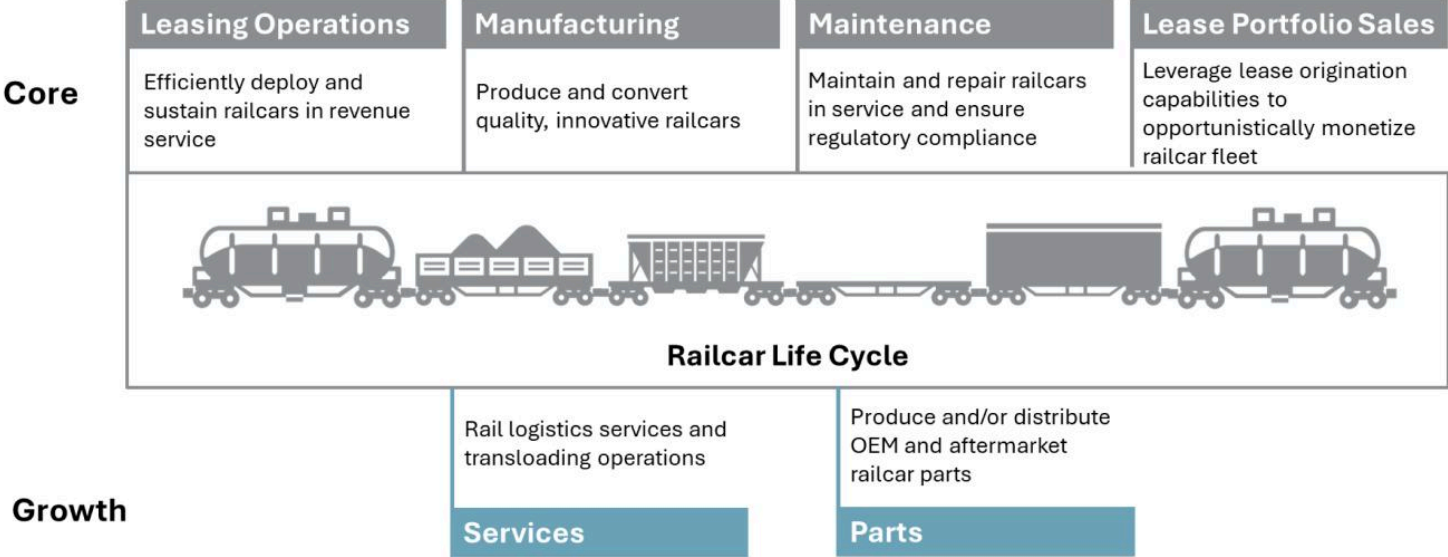 Core
Leasing Operations
Efficiently deploy and
sustain railcars in revenue
service
Manufacturing
Produce and convert
quality, innovative railcars
Maintenance
Maintain and repair railcars
in service and ensure
regulatory compliance
Lease Portfolio Sales
Leverage lease origination
capabilities to
opportunistically monetize
railcar fleet
Railcar Life Cycle
Growth
Rail logistics services and
transloading operations
Services
Produce and/or distribute
OEM and aftermarket
railcar parts
Parts